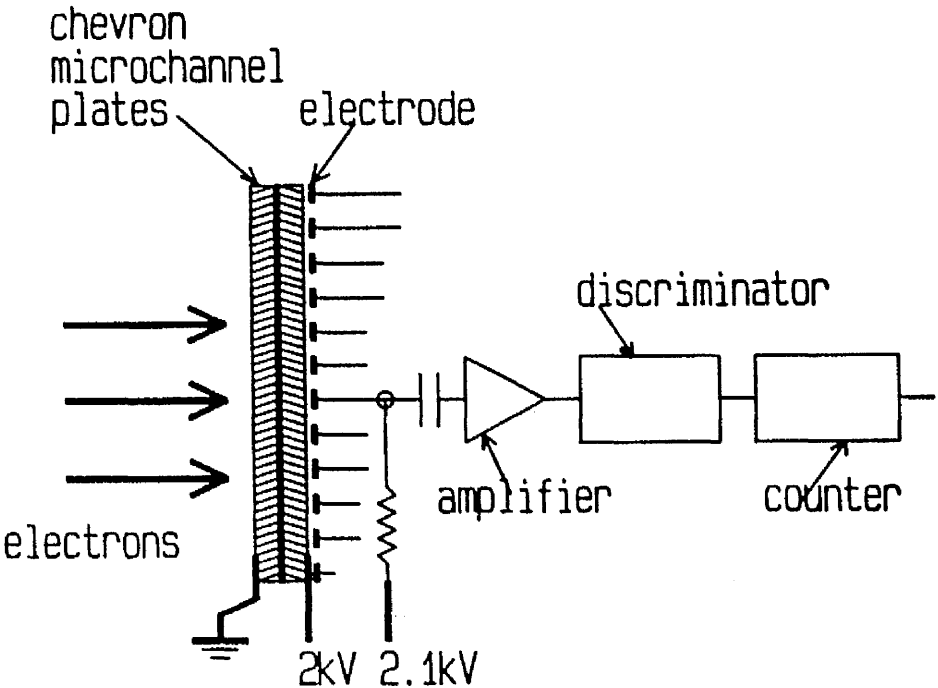 chevron
microchannel
plates
electrode
discriminator
amplifier
counter
electrons
2kV 2.1kV